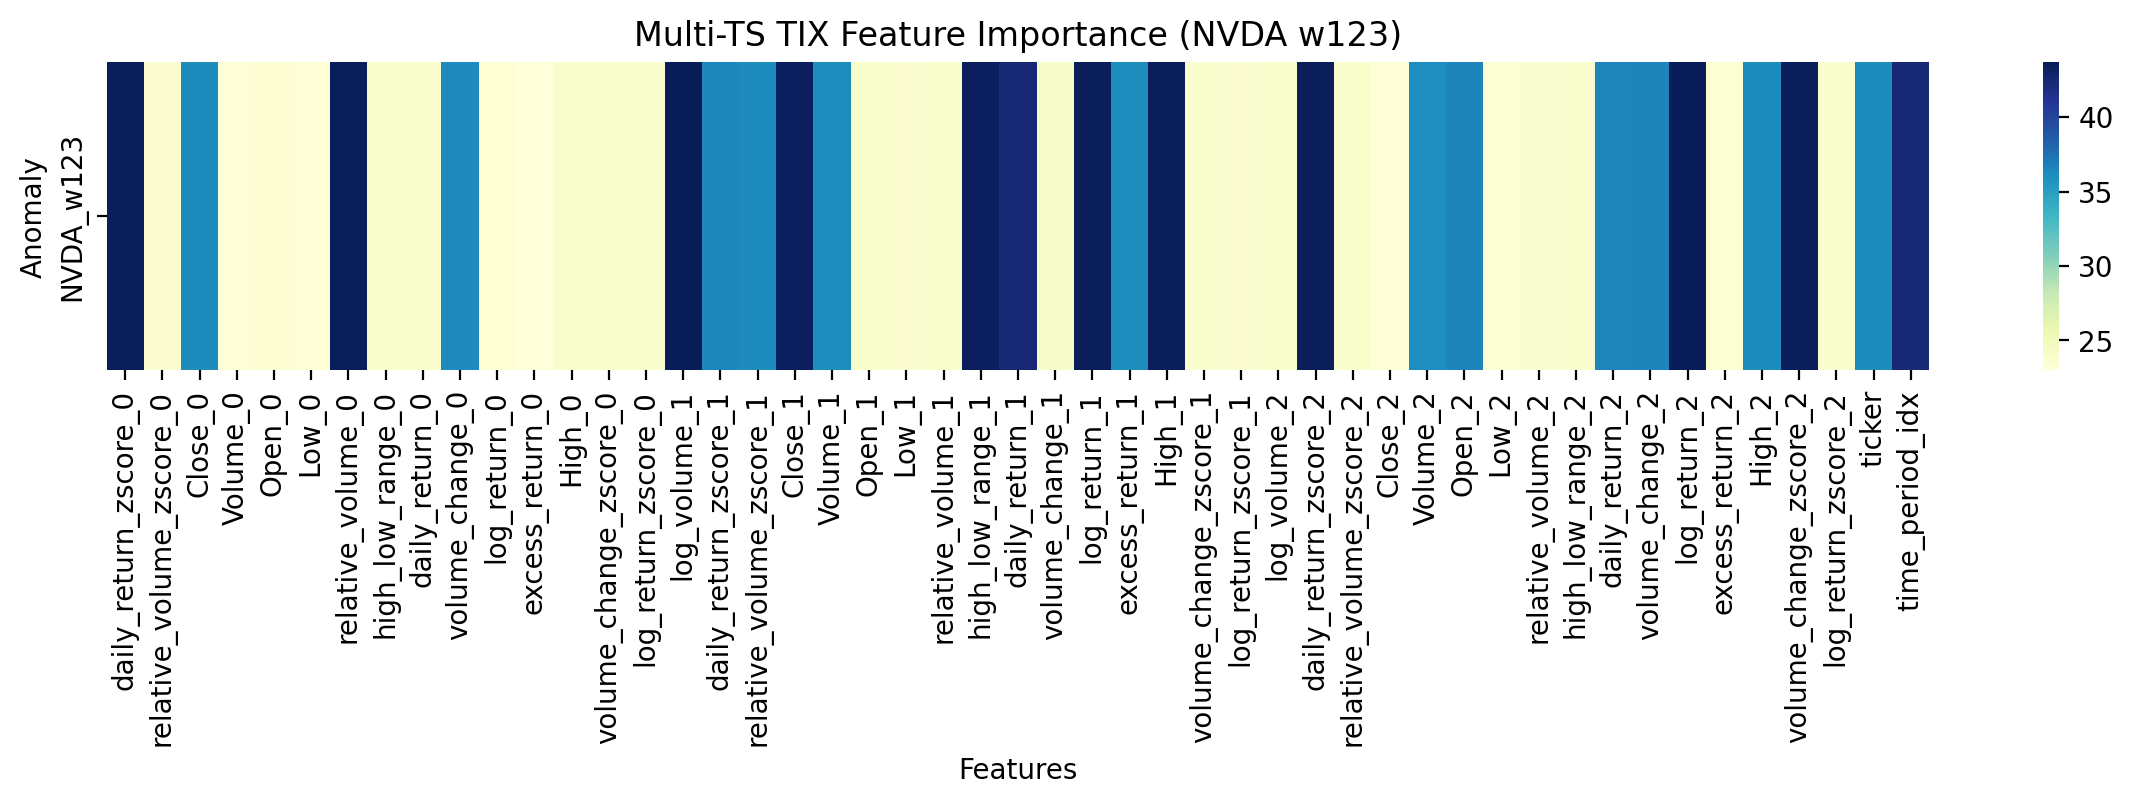 Multi-TS TIX Feature Importance (NVDA w123)
Anomaly
NVDA_w123
40
35
30
25
daily_return_zscore_0
relative_volume_zscore_0
Close_0
Volume_0
Open_0
Low_0
relative_volume_0
high_low_range_0
daily_return_0
volume_change_0
log_return_0
excess_return_0
High_0
volume_change_zscore_0
log_return_zscore_0
log_volume_1
daily_return_zscore_1
relative_volume_zscore_1
Close_1
Volume_1
Open_1
Low_1
relative_volume_1
high_low_range_1
daily_return_1
volume_change_1
log_return_1
excess_return_1
High_1
volume_change_zscore_1
log_return_zscore_1
log_volume_2
daily_return_zscore_2
relative_volume_zscore_2
Close_2
Volume_2
Open_2
Low_2
relative_volume_2
high_low_range_2
daily_return_2
volume_change_2
log_return_2
excess_return_2
High_2
volume_change_zscore_2
log_return_zscore_2
ticker
time_period_idx
Features